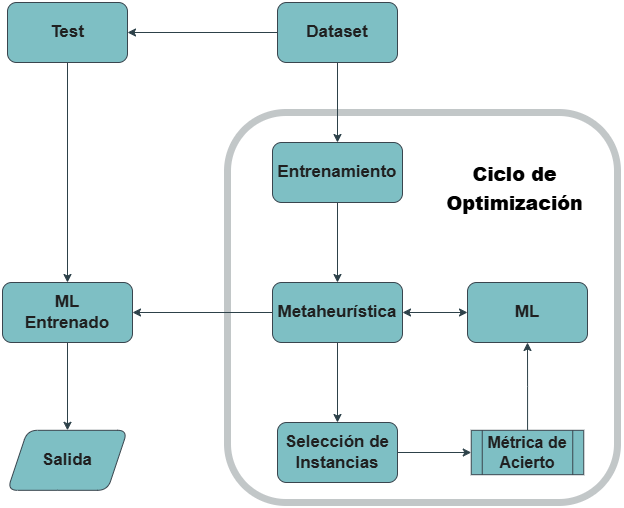 Test
Dataset
Entrenamiento
Ciclo de
Optimización
ML
Entrenado
Metaheurística
ML
Salida
Selección de
Instancias
Métrica de
Acierto